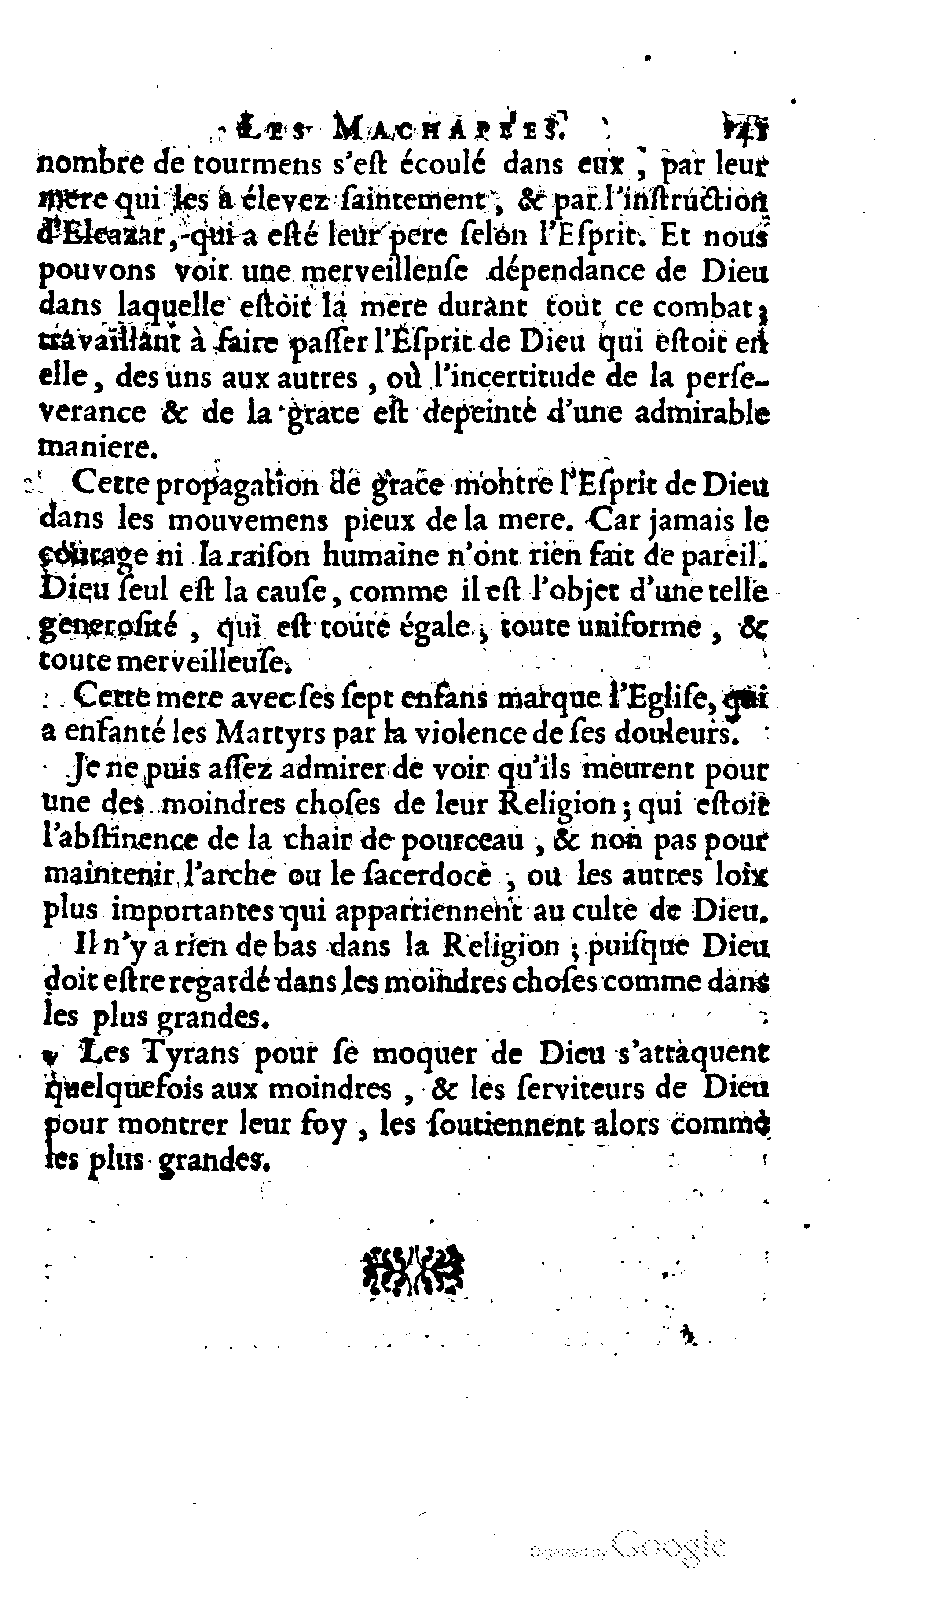 LES MACHABÉES.
nombre de tourmens s'eſt écoulé dans eux, par leur
mere qui les a élevez ſaintement, & par l'inſtruction
d'Eleazar, qui a eſté leur pere ſelon l'Eſprit. Et nous
pouvons voir une merveilleuſe dépendance de Dieu
dans laquelle eſtoit la mere durant tout ce combat;
travaillant à faire paſſer l'Eſprit de Dieu qui eſtoit en
elle, des uns aux autres, où l'incertitude de la perſe-
verance & de la grace eſt depeinte d'une admirable
maniere.
Cette propagation de grace montre l'Eſprit de Dieu
dans les mouvemens pieux de la mere. Car jamais le
courage ni la raiſon humaine n'ont rien fait de pareil.
Dieu ſeul eſt la cauſe, comme il eſt l'objet d'une telle
generoſité, qui eſt toute égale, toute uniforme, &
toute merveilleuſe.
Cette mere avec ſes ſept enfans marque l'Egliſe, qui
a enfanté les Martyrs par la violence de ſes douleurs.
Je ne puis aſſez admirer de voir qu'ils meurent pour
une des moindres choſes de leur Religion; qui eſtoit
l'abſtinence de la chair de pourceau, & non pas pour
maintenir l'arche ou le ſacerdoce, ou les autres loix
plus importantes qui appartiennent au culte de Dieu.
Il n'y a rien de bas dans la Religion; puiſque Dieu
doit eſtre regardé dans les moindres choſes comme dans
les plus grandes.
Les Tyrans pour ſe moquer de Dieu s'attaquent
quelquefois aux moindres, & les ſerviteurs de Dieu
pour montrer leur foy, les ſoutiennent alors comme
les plus grandes.
Digitized by Google